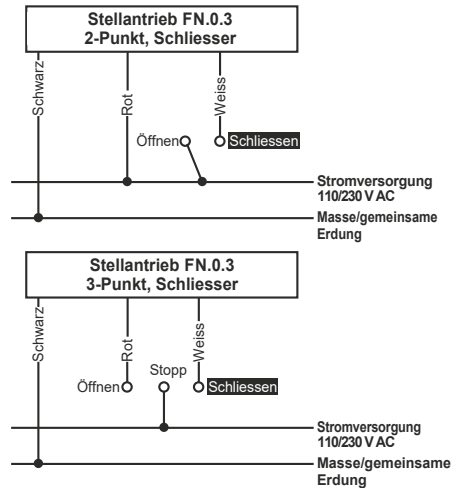 Stellantrieb FN.0.3
2-Punkt, Schliesser
Schwarz
Rot
Weiss
Öffnen
Schliessen
Stromversorgung
110/230 V AC
Masse/gemeinsame
Erdung
Stellantrieb FN.0.3
3-Punkt, Schliesser
Schwarz
Rot
Weiss
Öffnen
Stopp
Schliessen
Stromversorgung
110/230 V AC
Masse/gemeinsame
Erdung